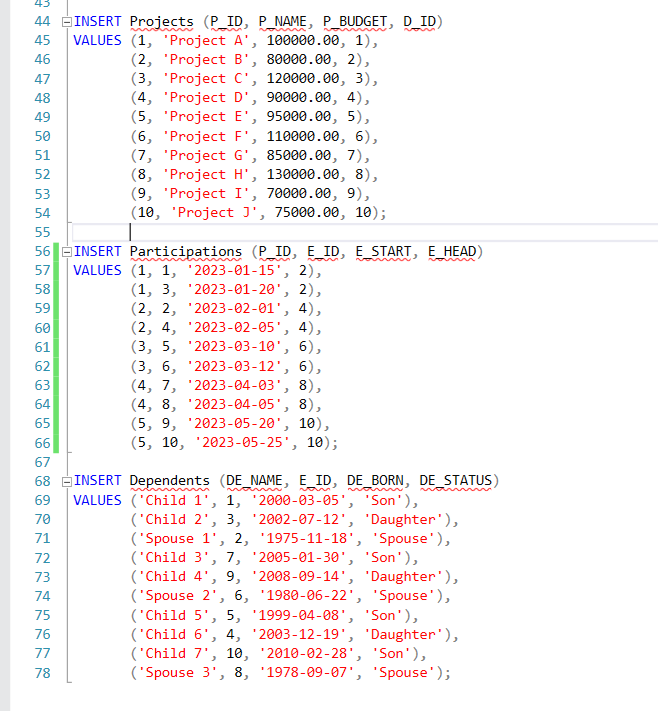 43
44 INSERT Projects (P_ID, P_NAME, P_BUDGET, D_ID)
45 VALUES (1, 'Project A', 100000.00, 1),
46 (2, 'Project B', 80000.00, 2),
47 (3, 'Project C', 120000.00, 3),
48 (4, 'Project D', 90000.00, 4),
49 (5, 'Project E', 95000.00, 5),
50 (6, 'Project F', 110000.00, 6),
51 (7, 'Project G', 85000.00, 7),
52 (8, 'Project H', 130000.00, 8),
53 (9, 'Project I', 70000.00, 9),
54 (10, 'Project J', 75000.00, 10);
55
56 INSERT Participations (P_ID, E_ID, E_START, E_HEAD)
57 VALUES (1, 1, '2023-01-15', 2),
58 (1, 3, '2023-01-20', 2),
59 (2, 2, '2023-02-01', 4),
60 (2, 4, '2023-02-05', 4),
61 (3, 5, '2023-03-10', 6),
62 (3, 6, '2023-03-12', 6),
63 (4, 7, '2023-04-03', 8),
64 (4, 8, '2023-04-05', 8),
65 (5, 9, '2023-05-20', 10),
66 (5, 10, '2023-05-25', 10);
67
68 INSERT Dependents (DE_NAME, E_ID, DE_BORN, DE_STATUS)
69 VALUES ('Child 1', 1, '2000-03-05', 'Son'),
70 ('Child 2', 3, '2002-07-12', 'Daughter'),
71 ('Spouse 1', 2, '1975-11-18', 'Spouse'),
72 ('Child 3', 7, '2005-01-30', 'Son'),
73 ('Child 4', 9, '2008-09-14', 'Daughter'),
74 ('Spouse 2', 6, '1980-06-22', 'Spouse'),
75 ('Child 5', 5, '1999-04-08', 'Son'),
76 ('Child 6', 4, '2003-12-19', 'Daughter'),
77 ('Child 7', 10, '2010-02-28', 'Son'),
78 ('Spouse 3', 8, '1978-09-07', 'Spouse');